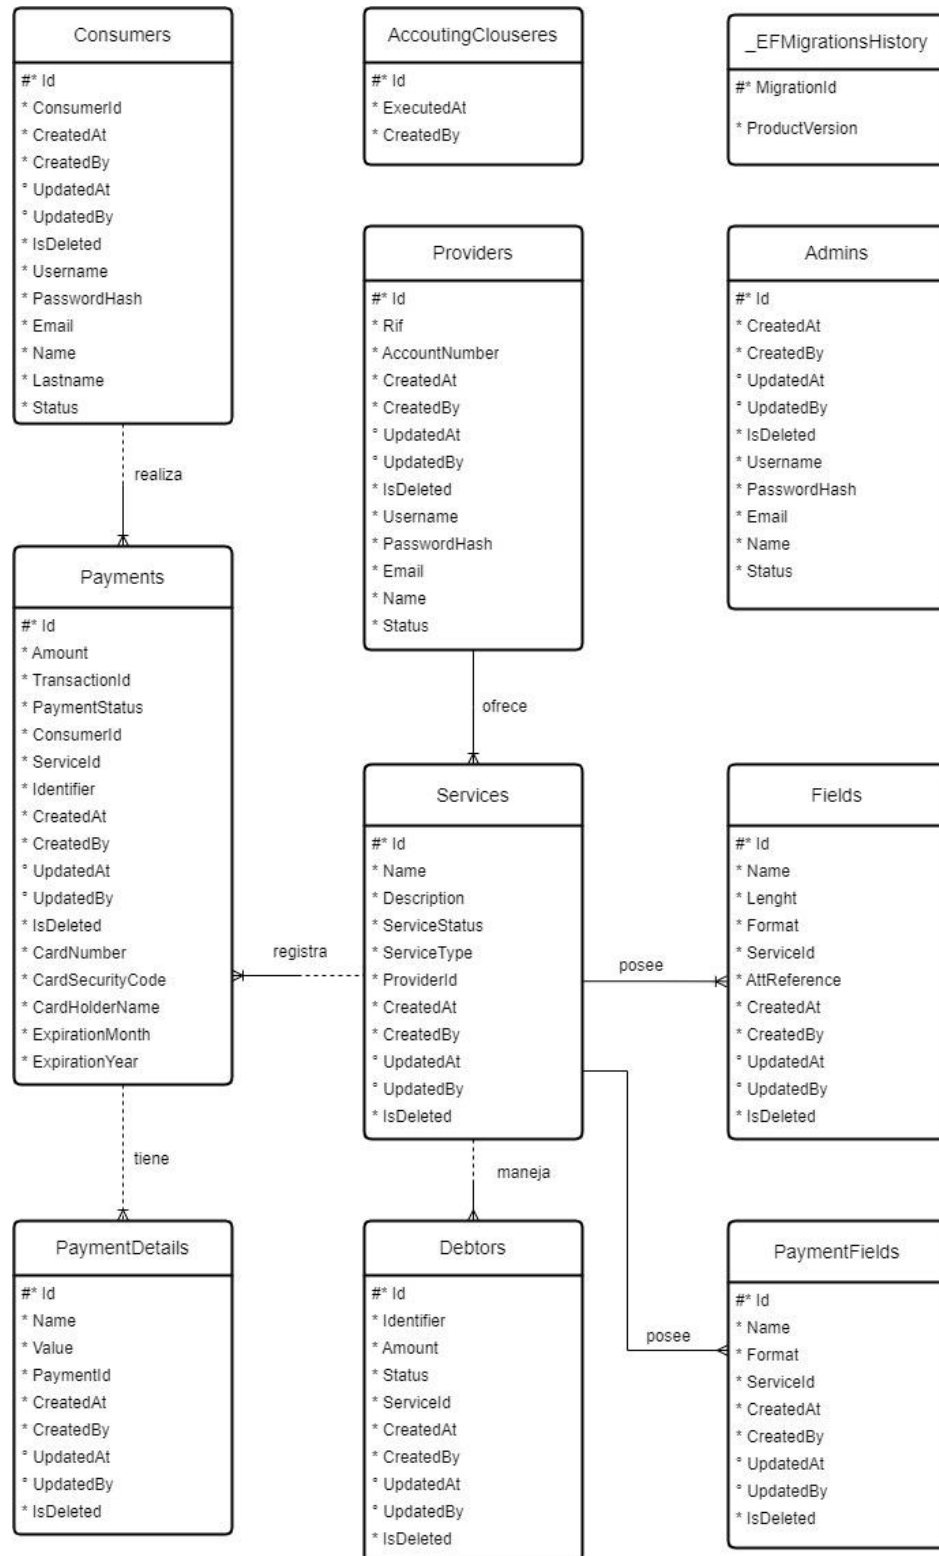 Consumers
#* Id
* ConsumerId
* CreatedAt
* CreatedBy
° UpdatedAt
° UpdatedBy
* IsDeleted
* Username
* PasswordHash
* Email
* Name
* Lastname
* Status
AccoutingClouseres
#* Id
* ExecutedAt
* CreatedBy
_EFMigrationsHistory
#* MigrationId
* ProductVersion
Providers
#* Id
* Rif
* AccountNumber
* CreatedAt
* CreatedBy
° UpdatedAt
° UpdatedBy
* IsDeleted
* Username
* PasswordHash
* Email
* Name
* Status
Admins
#* Id
* CreatedAt
* CreatedBy
° UpdatedAt
° UpdatedBy
* IsDeleted
* Username
* PasswordHash
* Email
* Name
* Status
realiza
Payments
#* Id
* Amount
* TransactionId
* PaymentStatus
* ConsumerId
* ServiceId
* Identifier
* CreatedAt
* CreatedBy
° UpdatedAt
° UpdatedBy
* IsDeleted
* CardNumber
* CardSecurityCode
* CardHolderName
* ExpirationMonth
* ExpirationYear
ofrece
registra
Services
#* Id
* Name
* Description
* ServiceStatus
* ServiceType
* ProviderId
* CreatedAt
* CreatedBy
° UpdatedAt
° UpdatedBy
* IsDeleted
posee
Fields
#* Id
* Name
* Lenght
* Format
* ServiceId
* AttReference
* CreatedAt
* CreatedBy
° UpdatedAt
° UpdatedBy
* IsDeleted
tiene
PaymentDetails
#* Id
* Name
* Value
* PaymentId
* CreatedAt
* CreatedBy
° UpdatedAt
° UpdatedBy
* IsDeleted
maneja
Debtors
#* Id
* Identifier
* Amount
* Status
* ServiceId
* CreatedAt
* CreatedBy
° UpdatedAt
° UpdatedBy
* IsDeleted
posee
PaymentFields
#* Id
* Name
* Format
* ServiceId
* CreatedAt
* CreatedBy
° UpdatedAt
° UpdatedBy
* IsDeleted